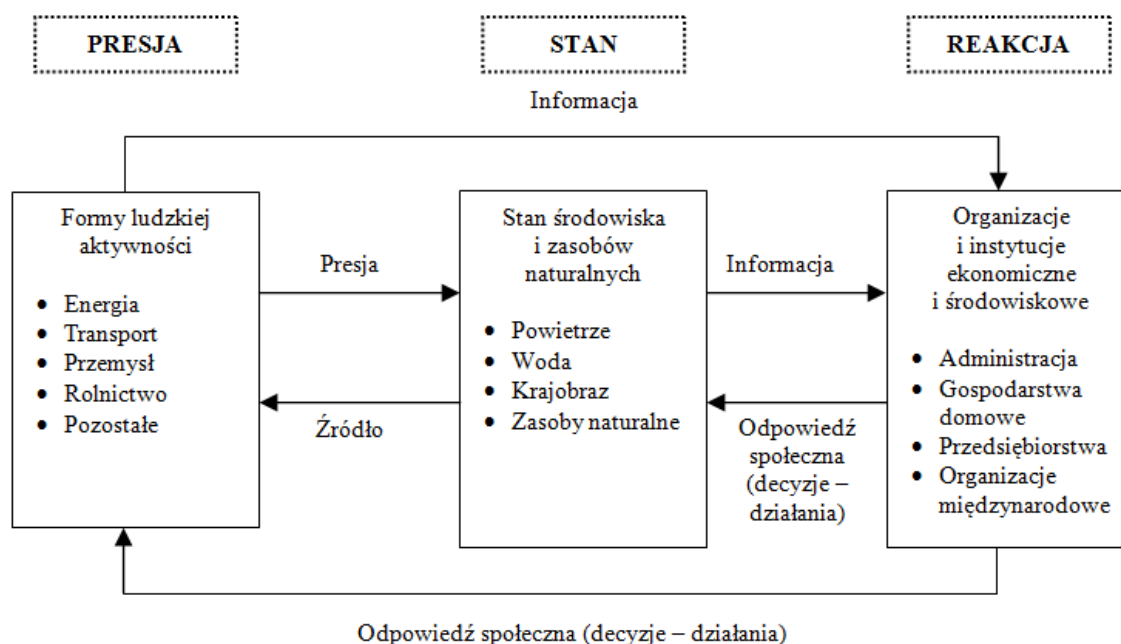 PRESJA
STAN
REAKCJA
Informacja
Formy ludzkiej
aktywności
• Energia
• Transport
• Przemysł
• Rolnictwo
• Pozostałe
Presja
Źródło
Stan środowiska
i zasobów
naturalnych
• Powietrze
• Woda
• Krajobraz
• Zasoby naturalne
Informacja
Odpowiedź
społeczna
(decyzje –
działania)
Organizacje
i instytucje
ekonomiczne
i środowiskowe
• Administracja
• Gospodarstwa
domowe
• Przedsiębiorstwa
• Organizacje
międzynarodowe
Odpowiedź społeczna (decyzje – działania)